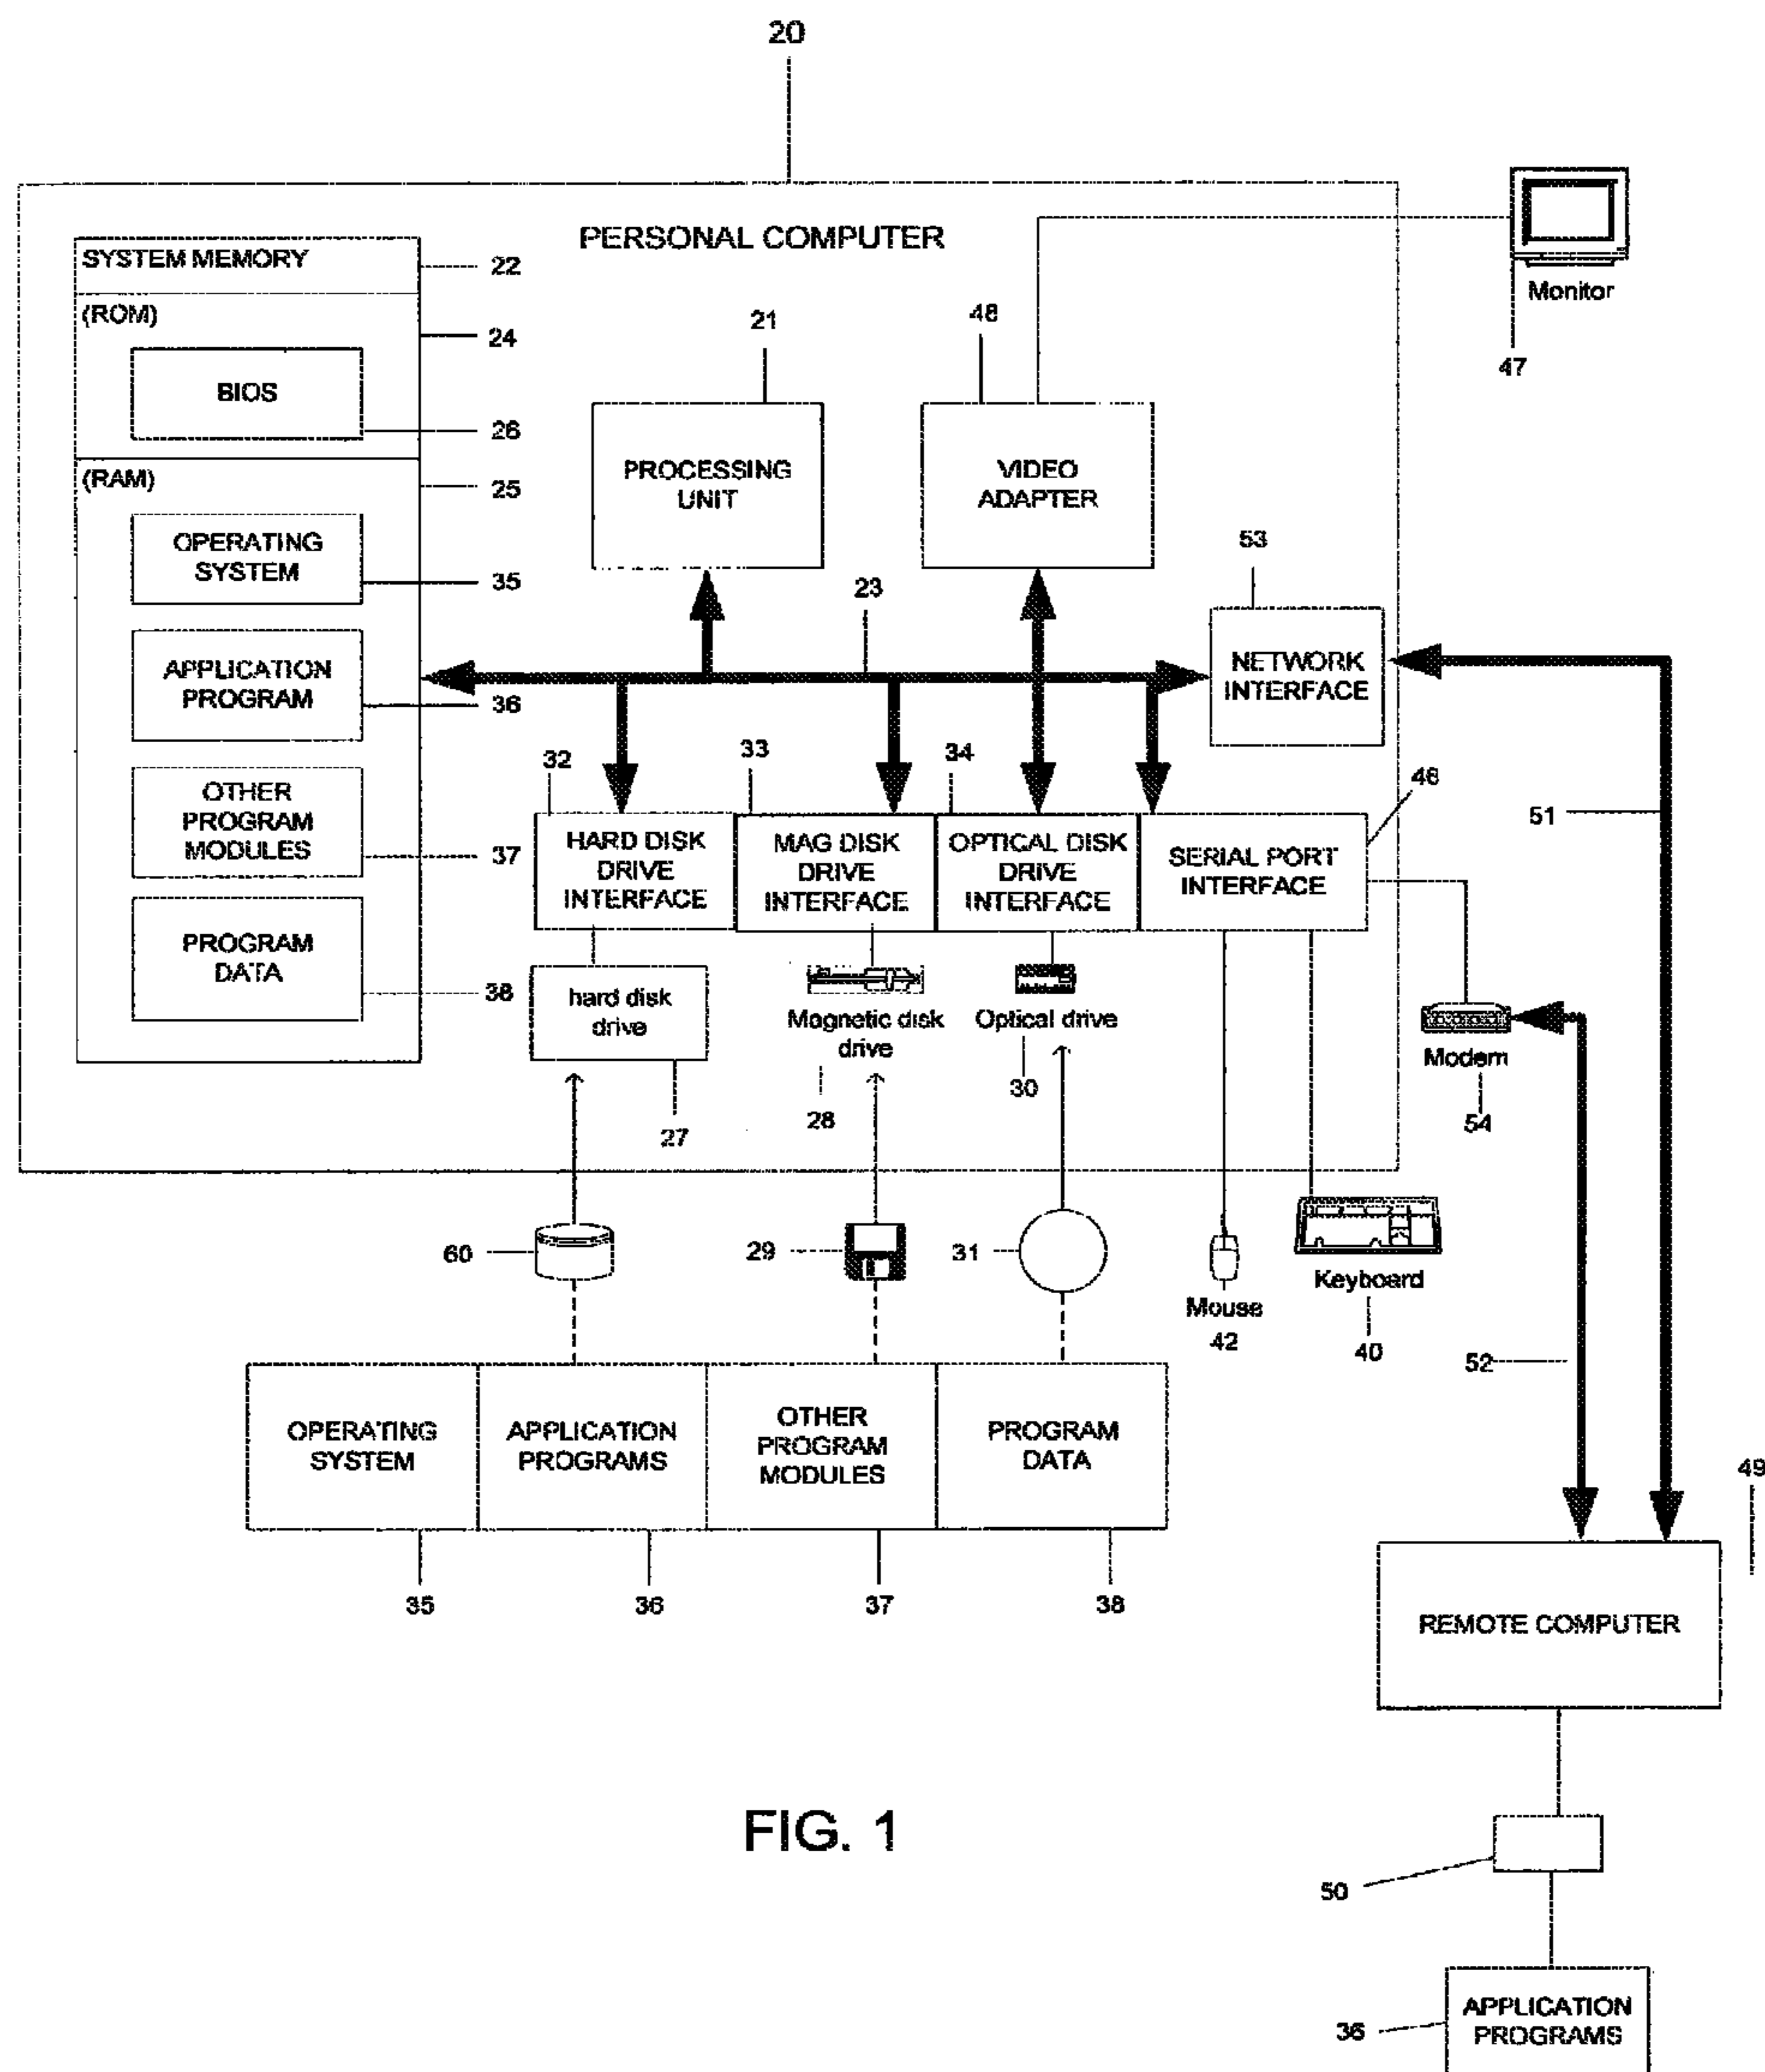 20
PERSONAL COMPUTER
SYSTEM MEMORY
22
(ROM)
24
BIOS
26
(RAM)
25
OPERATING
SYSTEM
35
APPLICATION
PROGRAM
36
OTHER
PROGRAM
MODULES
37
PROGRAM
DATA
38
21
PROCESSING
UNIT
48
VIDEO
ADAPTER
Monitor
47
23
53
NETWORK
INTERFACE
32
HARD DISK
DRIVE
INTERFACE
33
MAG DISK
DRIVE
INTERFACE
34
OPTICAL DISK
DRIVE
INTERFACE
46
SERIAL PORT
INTERFACE
51
hard disk
drive
27
Magnetic disk
drive
28
Optical drive
30
Modem
54
60
29
31
Mouse
42
Keyboard
40
52
OPERATING
SYSTEM
35
APPLICATION
PROGRAMS
36
OTHER
PROGRAM
MODULES
37
PROGRAM
DATA
38
49
REMOTE COMPUTER
50
APPLICATION
PROGRAMS
36
FIG. 1